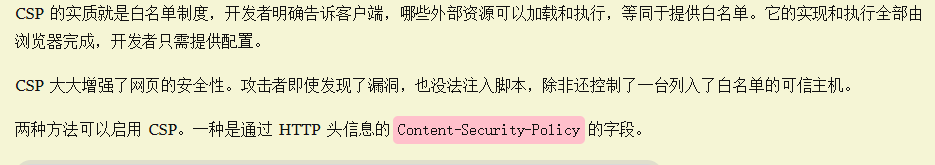 CSP 的实质就是白名单制度，开发者明确告诉客户端，哪些外部资源可以加载和执行，等同于提供白名单。它的实现和执行全部由
浏览器完成，开发者只需提供配置。
CSP 大大增强了网页的安全性。攻击者即使发现了漏洞，也没法注入脚本，除非还控制了一台列入了白名单的可信主机。
两种方法可以启用 CSP。一种是通过 HTTP 头信息的 Content-Security-Policy 的字段。